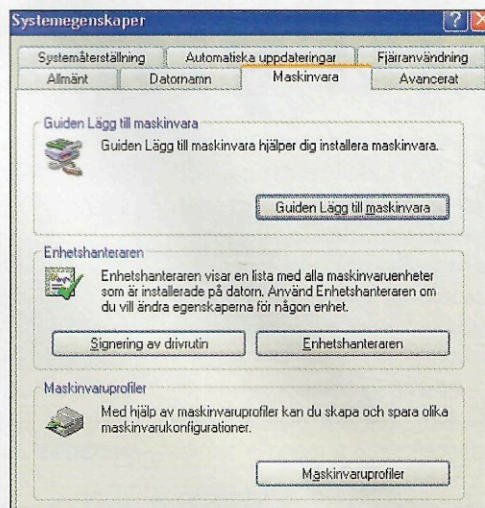 Systemegenskaper
Systemåterställning Automatiska uppdateringar Fjärranvändning
Allmänt Datornamn Maskinvara Avancerat
Guiden Lägg till maskinvara
Guiden Lägg till maskinvara hjälper dig installera maskinvara.
Guiden Lägg till maskinvara
Enhetshanteraren
Enhetshanteraren visar en lista med alla maskinvaruenheter
som är installerade på datorn. Använd Enhetshanteraren om
du vill ändra egenskaperna för någon enhet.
Signering av drivrutin Enhetshanteraren
Maskinvaruprofiler
Med hjälp av maskinvaruprofiler kan du skapa och spara olika
maskinvarukonfigurationer.
Maskinvaruprofiler